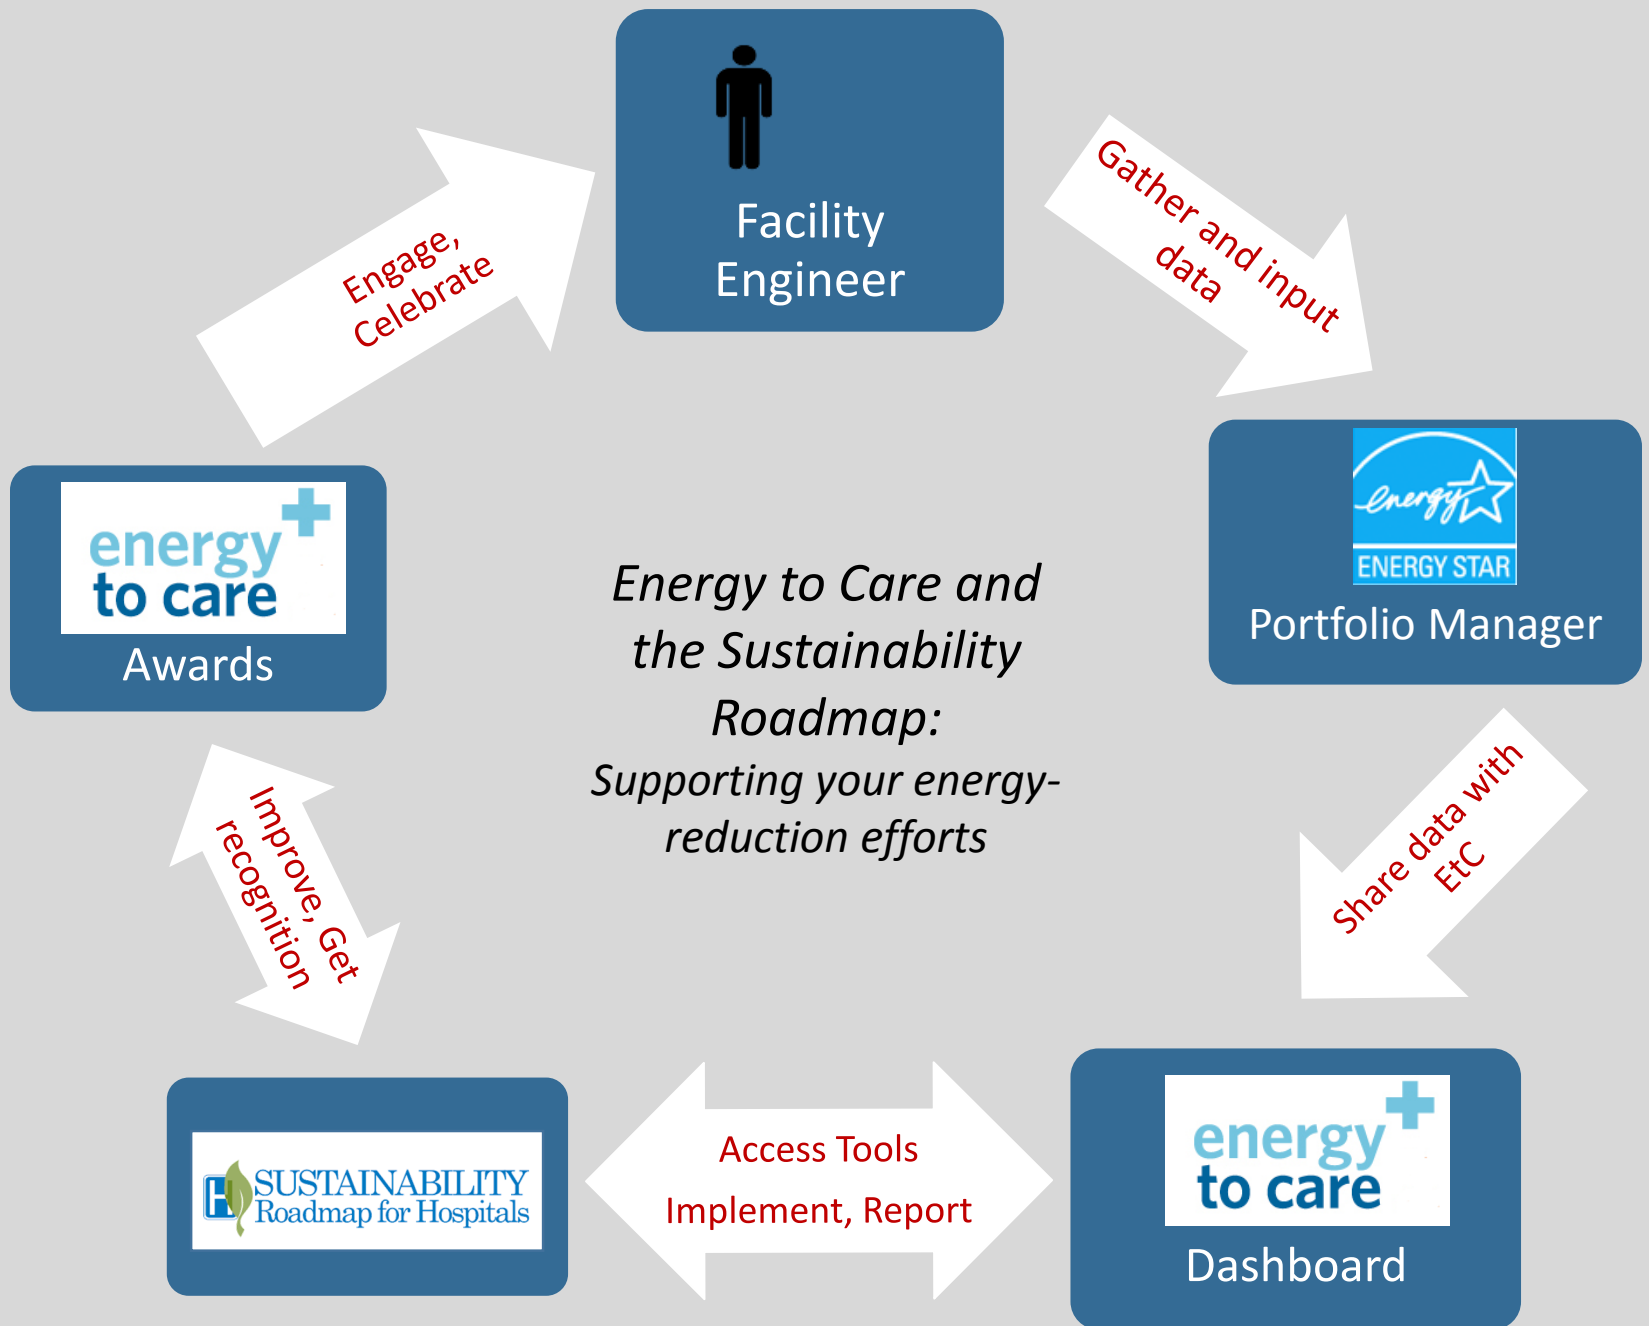 Facility
Engineer
Gather and input
data
energy
ENERGY STAR
Portfolio Manager
Share data with
EtC
energy
to care
Dashboard
Access Tools
Implement, Report
H SUSTAINABILITY
Roadmap for Hospitals
Improve, Get
recognition
energy
to care
Awards
Engage,
Celebrate
Energy to Care and
the Sustainability
Roadmap:
Supporting your energy-
reduction efforts